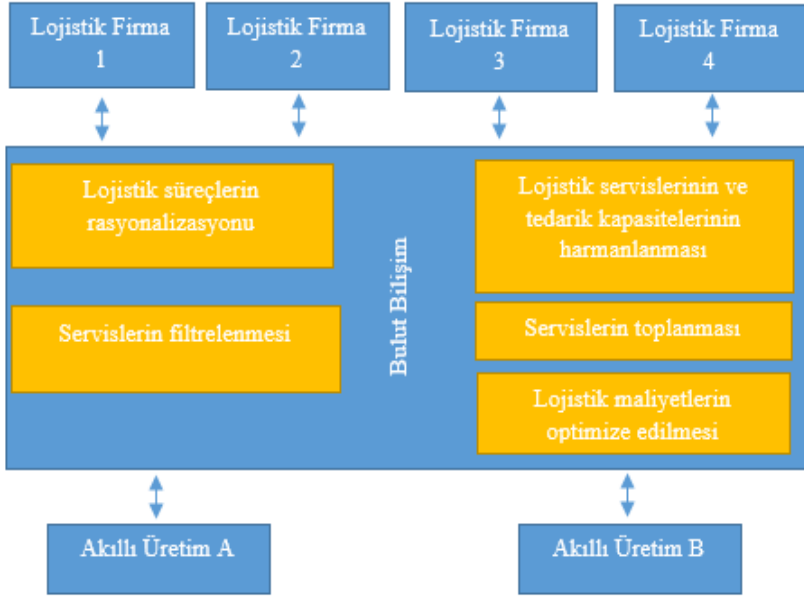 Lojistik Firma
1
Lojistik Firma
2
Lojistik Firma
3
Lojistik Firma
4
Lojistik süreçlerin
rasyonalizasyonu
Servislerin filtrelenmesi
Bulut Bilişim
Lojistik servislerinin ve
tedarik kapasitelerinin
harmanlanması
Servislerin toplanması
Lojistik maliyetlerin
optimize edilmesi
Akıllı Üretim A
Akıllı Üretim B